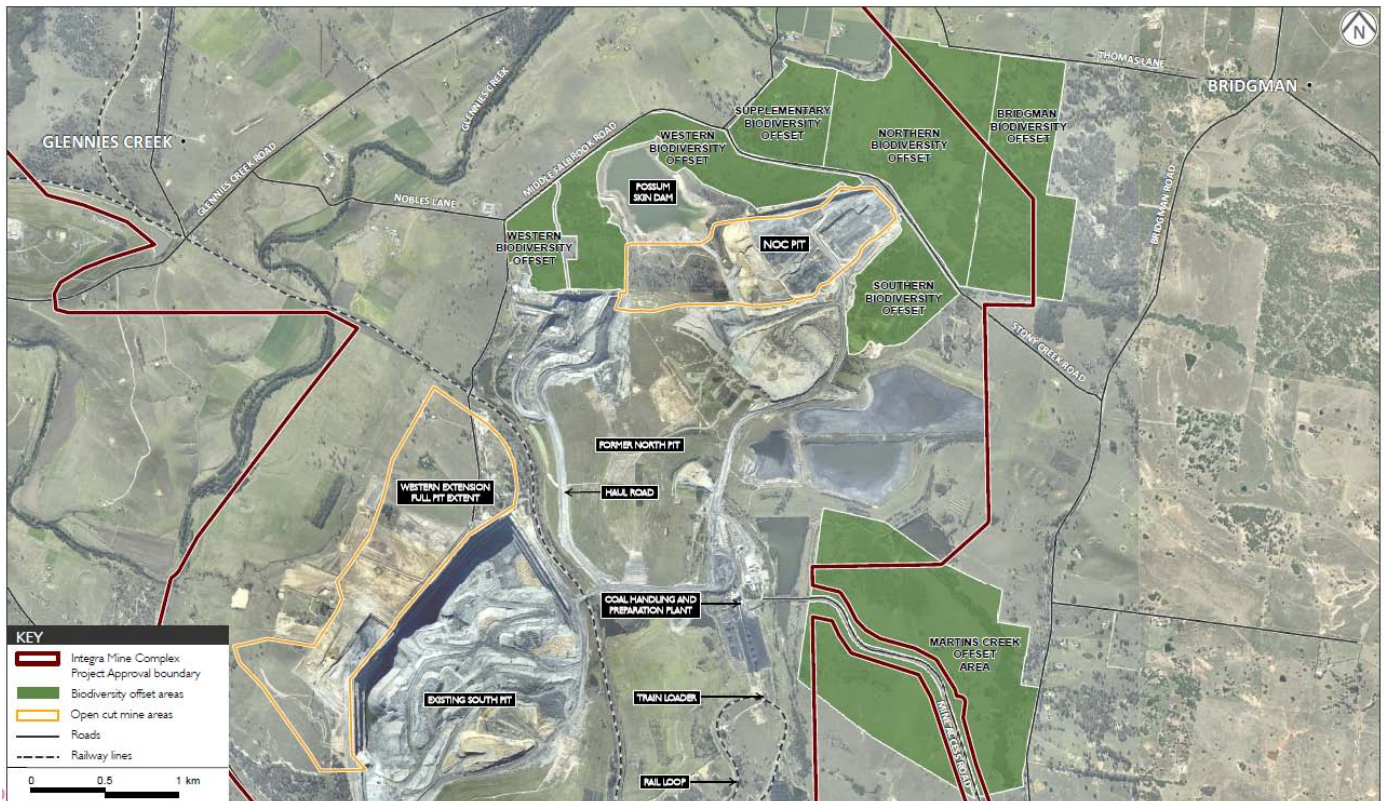 N
THOMAS LANE
BRIDGMAN
GLENNIES CREEK
GLENNIES CREEK
GLENNIES CREEK ROAD
NOBLES LANE
MIDDLE FALBROOK ROAD
SUPPLEMENTARY
BIODIVERSITY
OFFSET
WESTERN
BIODIVERSITY
OFFSET
NORTHERN
BIODIVERSITY
OFFSET
BRIDGMAN
BIODIVERSITY
OFFSET
BRIDGMAN ROAD
POSSUM
SKIN DAM
WESTERN
BIODIVERSITY
OFFSET
NOC PIT
SOUTHERN
BIODIVERSITY
OFFSET
STONY CREEK ROAD
FORMER NORTH PIT
WESTERN EXTENSION
FULL PIT EXTENT
HAUL ROAD
COAL HANDLING AND
PREPARATION PLANT
MARTINS CREEK
OFFSET
AREA
EXISTING SOUTH PIT
TRAIN LOADER
MINE ACCESS ROAD
RAIL LOOP
KEY
Integra Mine Complex
Project Approval boundary
Biodiversity offset areas
Open cut mine areas
Roads
Railway lines
0 0.5 1 km